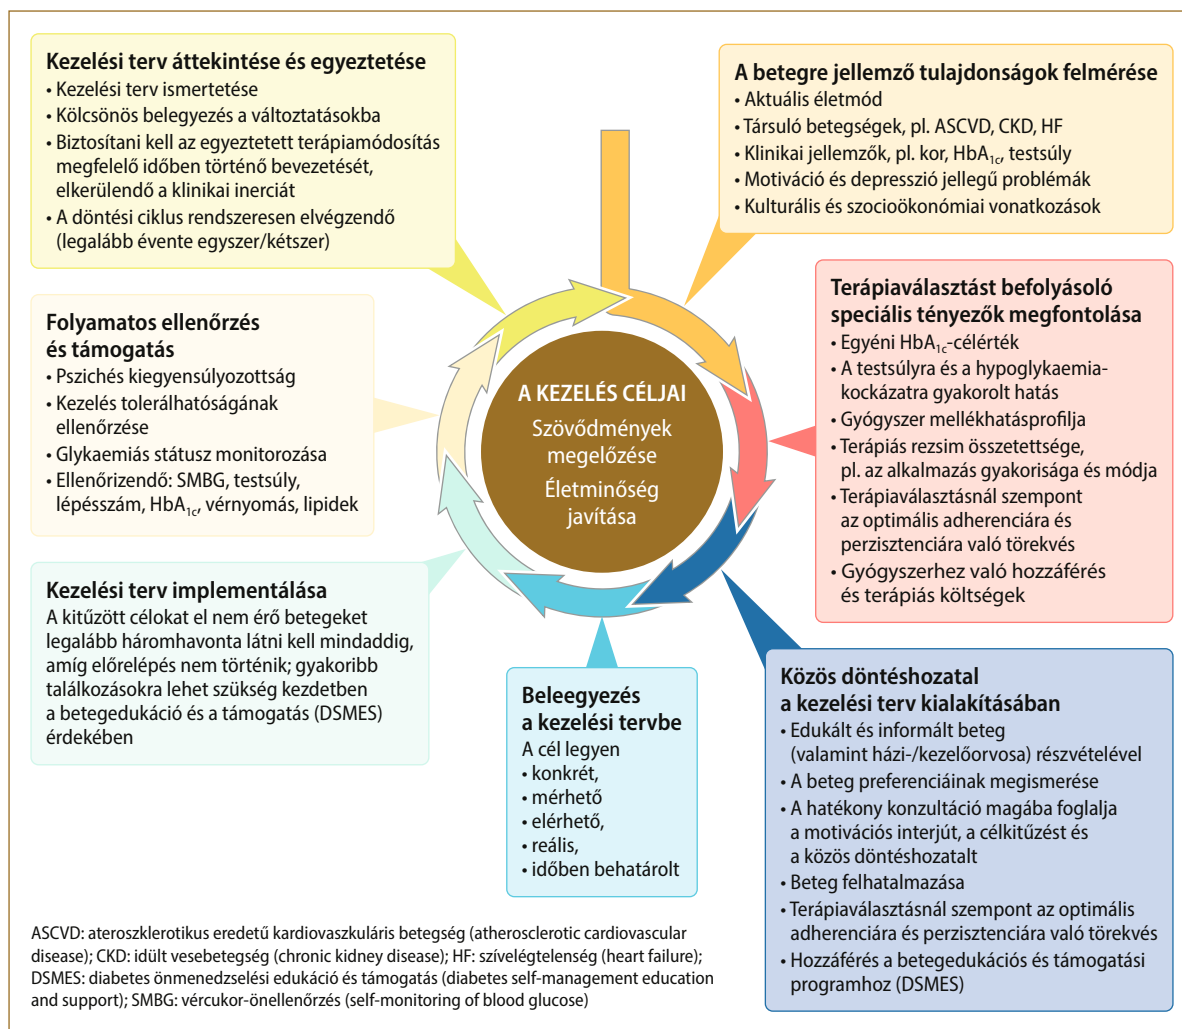 Kezelési terv áttekintése és egyeztetése
• Kezelési terv ismertetése
• Kölcsönös belegyezés a változtatásokba
• Biztosítani kell az egyeztetett terápiamódosítás
megfelelő időben történő bevezetését,
elkerülendő a klinikai inerciát
• A döntési ciklus rendszeresen elvégzendő
(legalább évente egyszer/kétszer)
A betegre jellemző tulajdonságok felmérése
• Aktuális életmód
• Társuló betegségek, pl. ASCVD, CKD, HF
• Klinikai jellemzők, pl. kor, HbA1c, testsúly
• Motiváció és depresszió jellegű problémák
• Kulturális és szocioökonómiai vonatkozások
Terápiaválasztást befolyásoló
speciális tényezők megfontolása
• Egyéni HbA1c-célérték
• A testsúlyra és a hypoglykaemia-
kockázatra gyakorolt hatás
• Gyógyszer mellékhatásprofilja
• Terápiás rezsim összetettsége,
pl. az alkalmazás gyakorisága és módja
• Terápiaválasztásnál szempont
az optimális adherenciára és
perzisztenciára való törekvés
• Gyógyszerhez való hozzáférés
és terápiás költségek
Folyamatos ellenőrzés
és támogatás
• Pszichés kiegyensúlyozottság
• Kezelés tolerálhatóságának
ellenőrzése
• Glykaemiás státusz monitorozása
• Ellenőrizendő: SMBG, testsúly,
lépésszám, HbA1c, vérnyomás, lipidek
A KEZELÉS CÉLJAI
Szövődmények
megelőzése
Életminőség
javítása
Kezelési terv implementálása
A kitűzött célokat el nem érő betegeket
legalább háromhavonta látni kell mindaddig,
amíg előrelépés nem történik; gyakoribb
találkozásokra lehet szükség kezdetben
a betegedukáció és a támogatás (DSMES)
érdekében
Beleegyezés
a kezelési tervbe
A cél legyen
• konkrét,
• mérhető
• elérhető,
• reális,
• időben behatárolt
Közös döntéshozatal
a kezelési terv kialakításában
• Edukált és informált beteg
(valamint házi-/kezelőorvosa) részvételével
• A beteg preferenciáinak megismerése
• A hatékony konzultáció magába foglalja
a motivációs interjút, a célkitűzést és
a közös döntéshozatalt
• Beteg felhatalmazása
• Terápiaválasztásnál szempont az optimális
adherenciára és perzisztenciára való törekvés
• Hozzáférés a betegedukációs és támogatási
programhoz (DSMES)
ASCVD: ateroszklerotikus eredetű kardiovaszkuláris betegség (atherosclerotic cardiovascular
disease); CKD: idült vesebetegség (chronic kidney disease); HF: szívelégtelenség (heart failure);
DSMES: diabetes önmenedzselési edukáció és támogatás (diabetes self-management education
and support); SMBG: vércukor-önellenőrzés (self-monitoring of blood glucose)